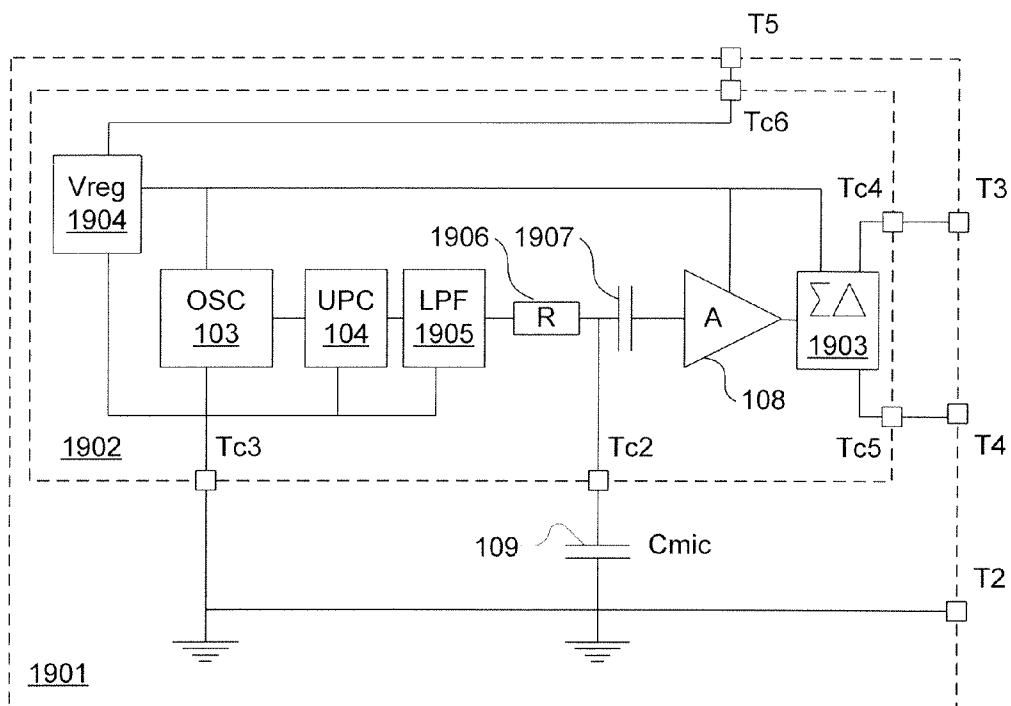 T5
Tc6
Vreg
1904
Tc4
T3
1906
1907
OSC
103
UPC
104
LPF
1905
R
A
ΣΔ
1903
108
1902
Tc3
Tc2
Tc5
T4
109
Cmic
T2
1901